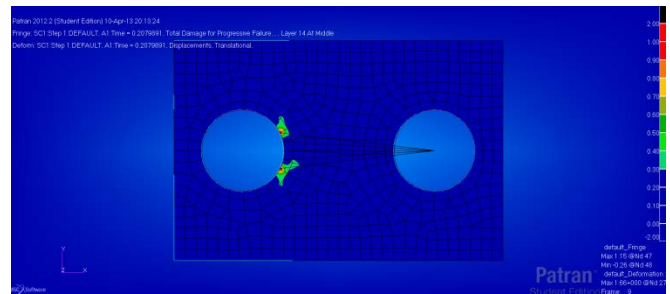 Patran 2012.2 (Student Edition) 10-Apr-13 20:13:24
Fringe: SC1:Step 1.DEFAULT, A1:Time = 0.2079891, Total Damage for Progressive Failure, , , Layer 14 At Middle
Deform: SC1:Step 1.DEFAULT, A1:Time = 0.2079891, Displacements, Translational,
2.00
1.00
0.90
0.80
0.70
0.60
0.50
0.40
0.30
0.20
0.10
0.00
-2.00
default_Fringe :
Max 1.15 @Nd 47
Min -0.26 @Nd 48
default_Deformation
Max 1.66+000 @Nd 27
Frame: 9
Y
Z X
Software
Patran
Student Edition